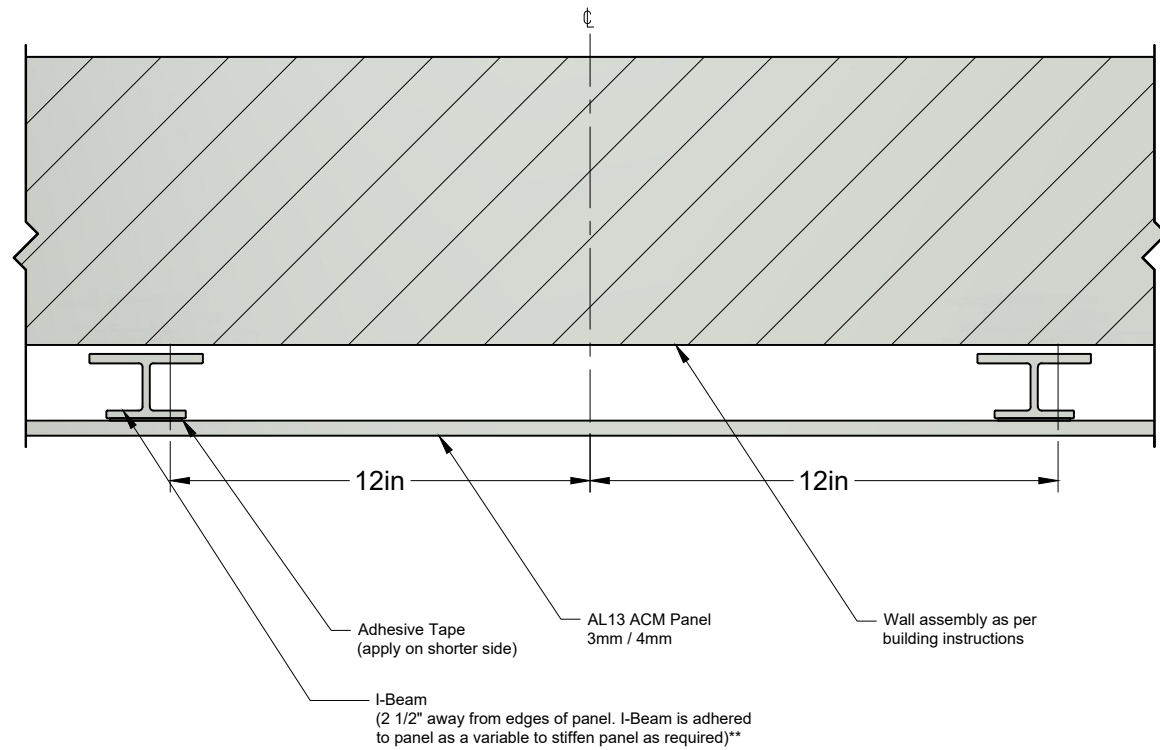 ℄
12in
12in
Adhesive Tape
(apply on shorter side)
AL13 ACM Panel
3mm / 4mm
Wall assembly as per
building instructions
I-Beam
(2 1/2" away from edges of panel. I-Beam is adhered
to panel as a variable to stiffen panel as required)**